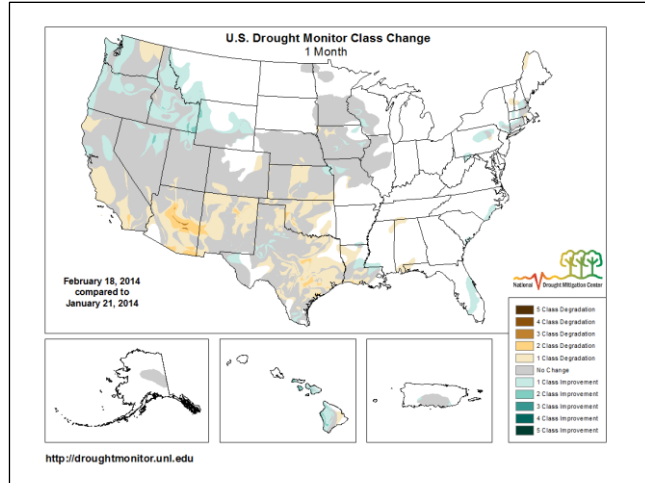 U.S. Drought Monitor Class Change
1 Month
February 18, 2014
compared to
January 21, 2014
National Drought Mitigation Center
5 Class Degradation
4 Class Degradation
3 Class Degradation
2 Class Degradation
1 Class Degradation
No Change
1 Class Improvement
2 Class Improvement
3 Class Improvement
4 Class Improvement
5 Class Improvement
http://droughtmonitor.unl.edu